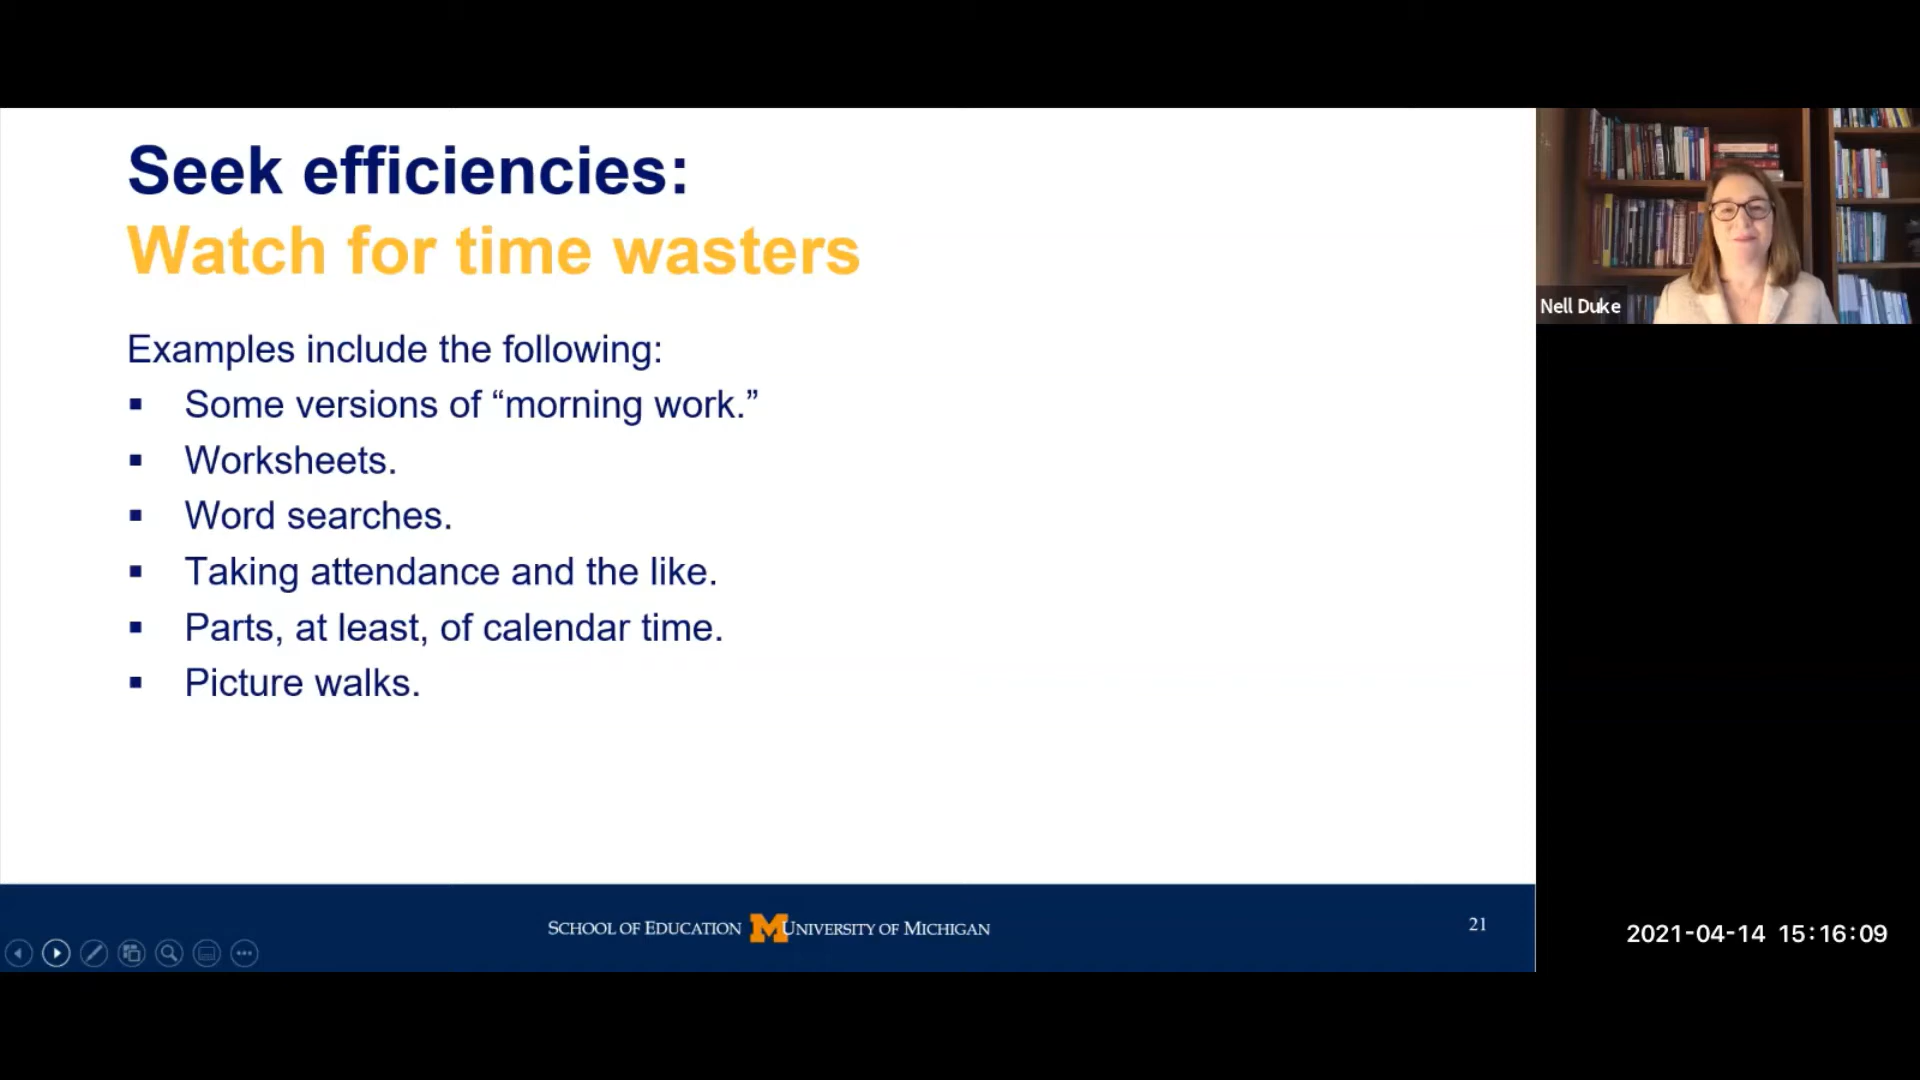 Seek efficiencies:
Watch for time wasters
Examples include the following:
▪ Some versions of “morning work.”
▪ Worksheets.
▪ Word searches.
▪ Taking attendance and the like.
▪ Parts, at least, of calendar time.
▪ Picture walks.
SCHOOL OF EDUCATION M UNIVERSITY OF MICHIGAN
21
Nell Duke
2021-04-14 15:16:09